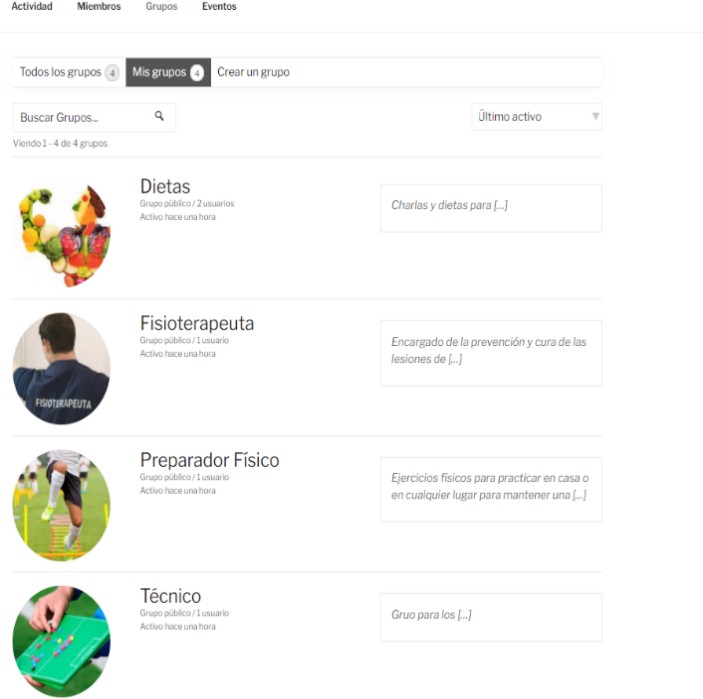 Actividad Miembros Grupos Eventos
Todos los grupos 4 Mis grupos 4 Crear un grupo
Buscar Grupos... Último activo
Viendo 1 - 4 de 4 grupos
Dietas
Grupo público / 2 usuarios
Activo hace una hora
Charlas y dietas para [...]
Fisioterapeuta
Grupo público / 1 usuario
Activo hace una hora
Encargado de la prevención y cura de las
lesiones de [...]
FISIOTERAPEUTA
Preparador Físico
Grupo público / 1 usuario
Activo hace una hora
Ejercicios físicos para practicar en casa o
en cualquier lugar para mantener una [...]
Técnico
Grupo público / 1 usuario
Activo hace una hora
Gruo para los [...]